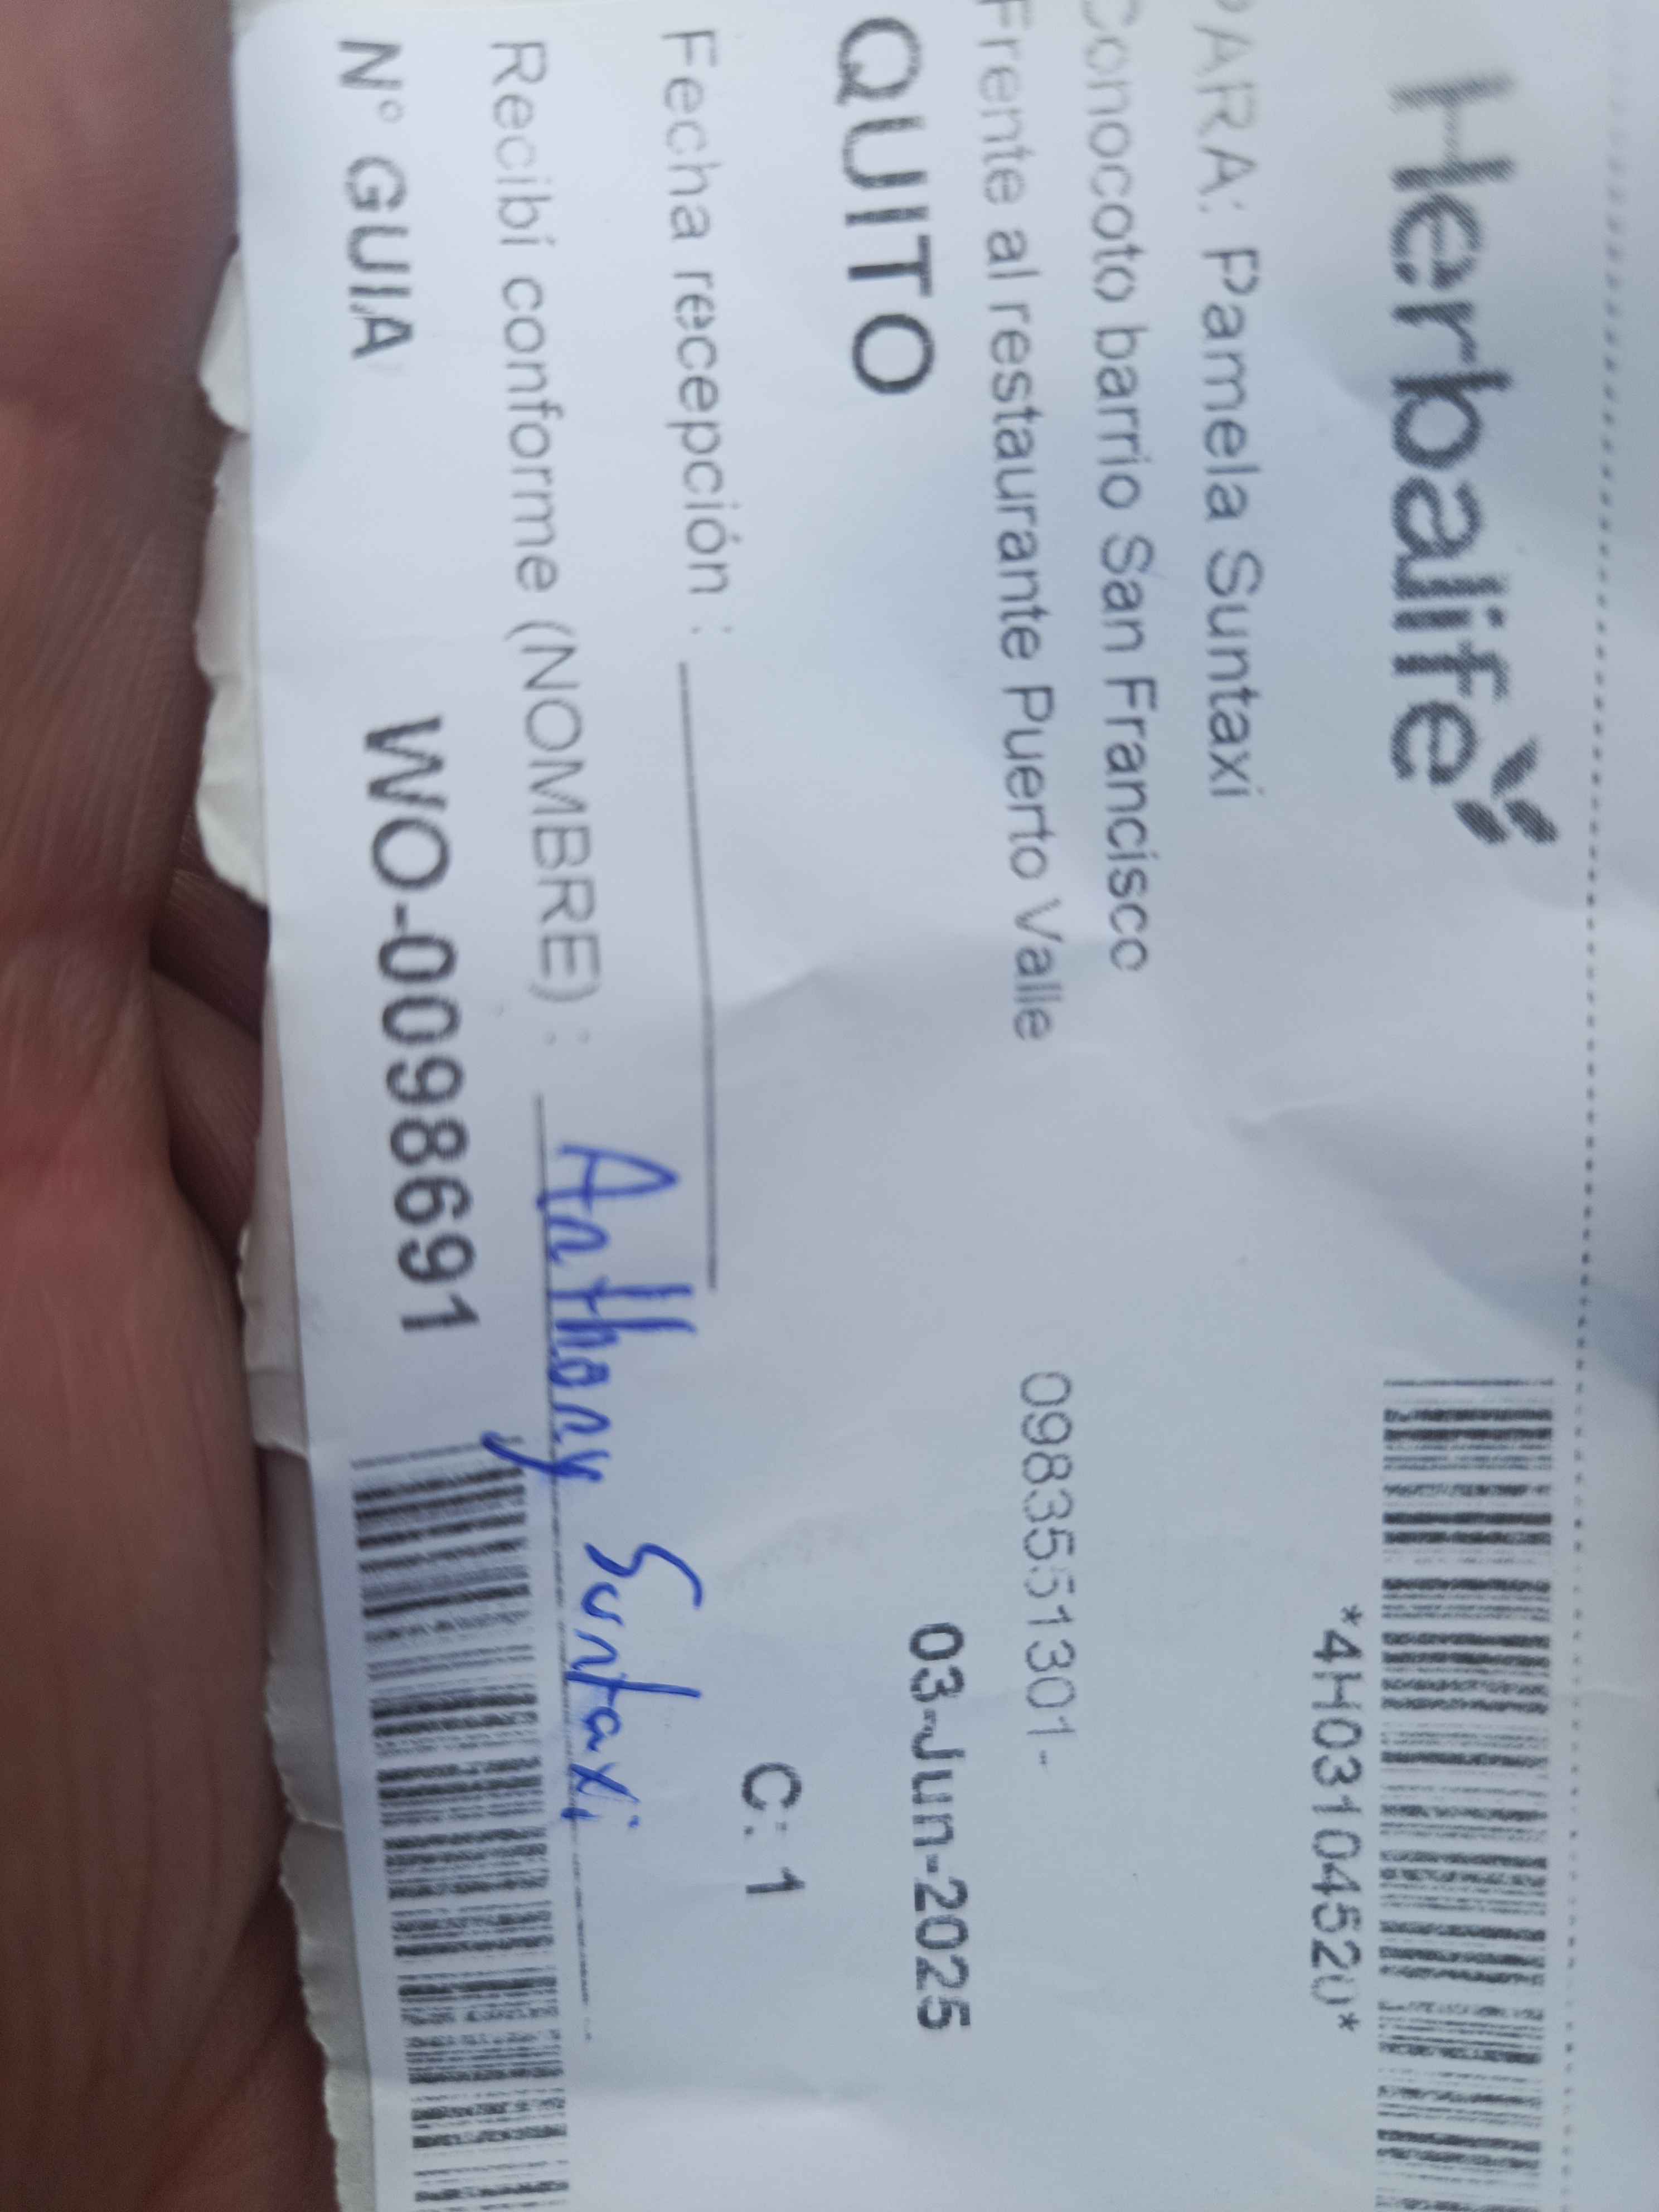 Herbalife
*4H03104520*
PARA: Pamela Suntaxi
Conocoto barrio San Francisco
Frente al restaurante Puerto Valle 0983551301-
QUITO 03-Jun-2025
C: 1
Fecha recepción :
Recibí conforme (NOMBRE) : Anthony Suntaxi
N° GUIA WO-0098691